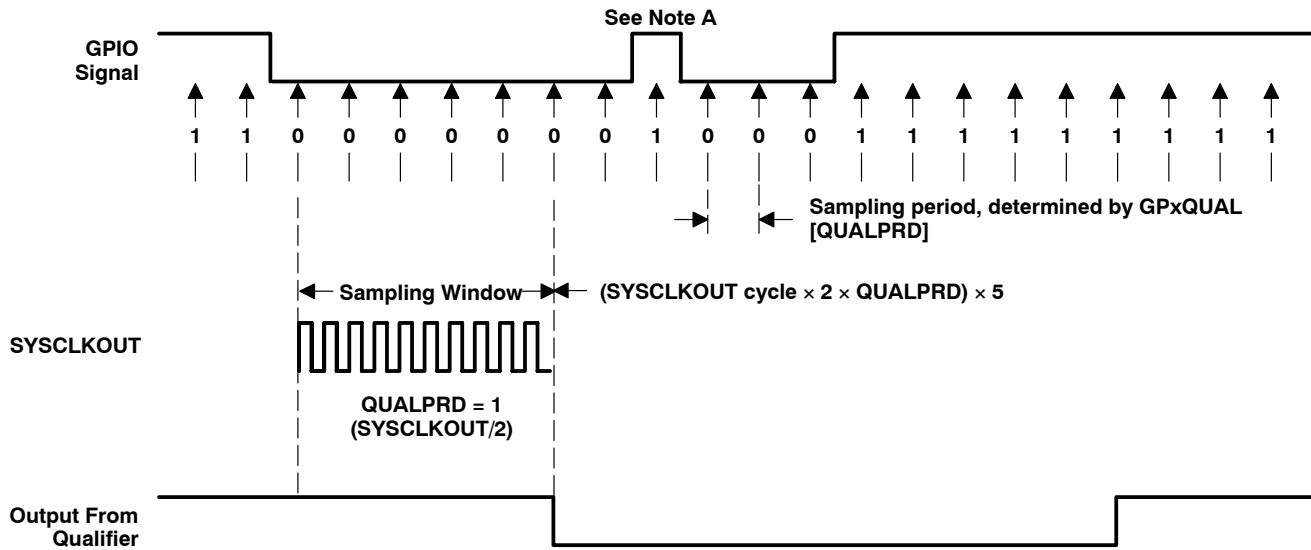 See Note A
GPIO
Signal
1 1 0 0 0 0 0 0 0 1 0 0 0 1 1 1 1 1 1 1 1 1
Sampling period, determined by GPxQUAL
[QUALPRD]
Sampling Window
(SYSCLKOUT cycle × 2 × QUALPRD) × 5
SYSCLKOUT
QUALPRD = 1
(SYSCLKOUT/2)
Output From
Qualifier